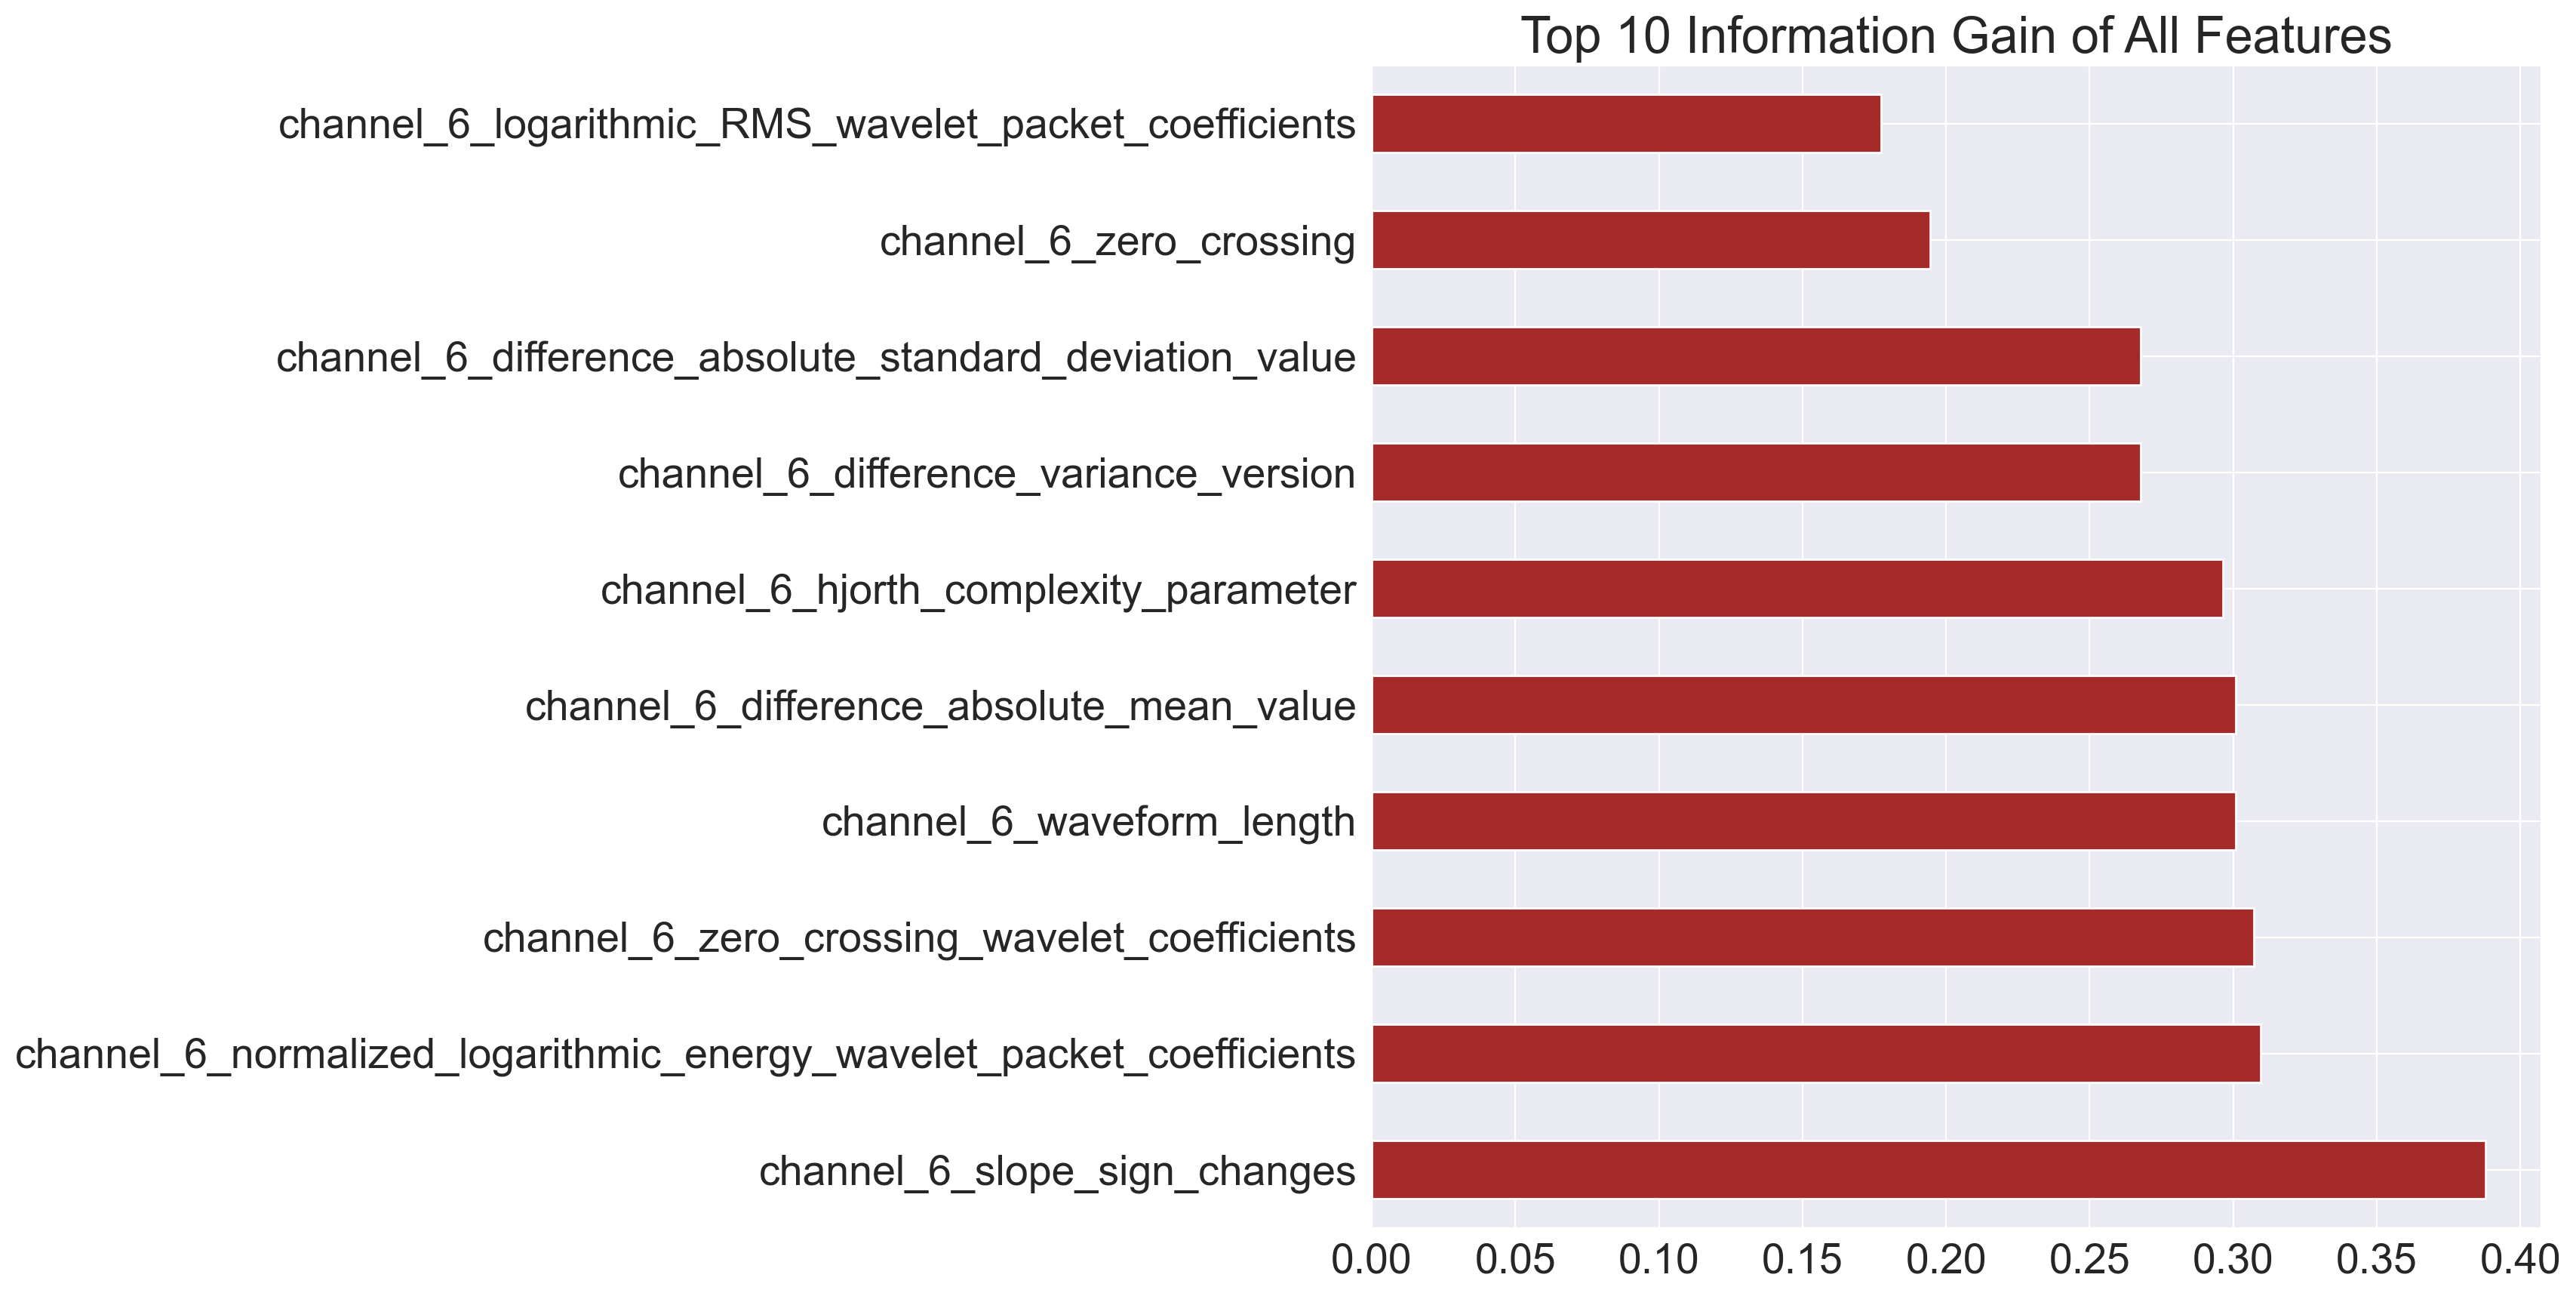 Top 10 Information Gain of All Features
channel_6_logarithmic_RMS_wavelet_packet_coefficients
channel_6_zero_crossing
channel_6_difference_absolute_standard_deviation_value
channel_6_difference_variance_version
channel_6_hjorth_complexity_parameter
channel_6_difference_absolute_mean_value
channel_6_waveform_length
channel_6_zero_crossing_wavelet_coefficients
channel_6_normalized_logarithmic_energy_wavelet_packet_coefficients
channel_6_slope_sign_changes
0.00 0.05 0.10 0.15 0.20 0.25 0.30 0.35 0.40